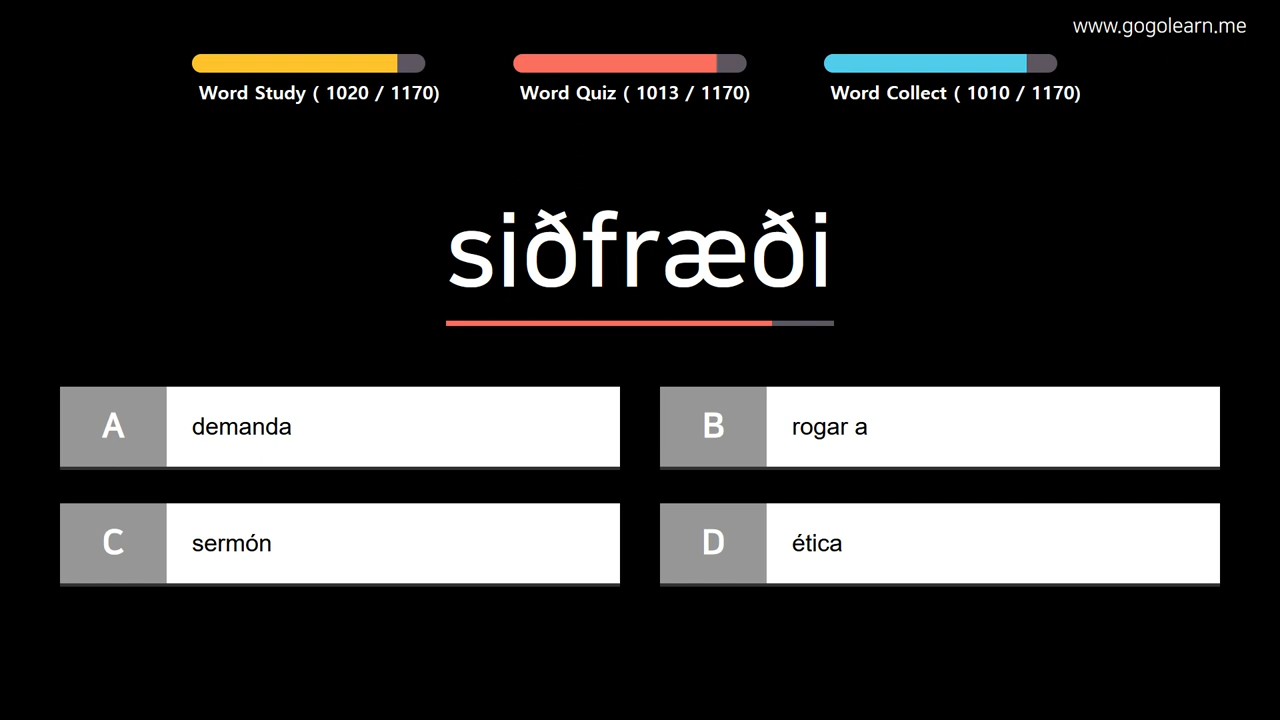 www.gogolearn.me
Word Study ( 1020 / 1170)
Word Quiz ( 1013 / 1170)
Word Collect ( 1010 / 1170)
siðfræði
A demanda
B rogar a
C sermón
D ética